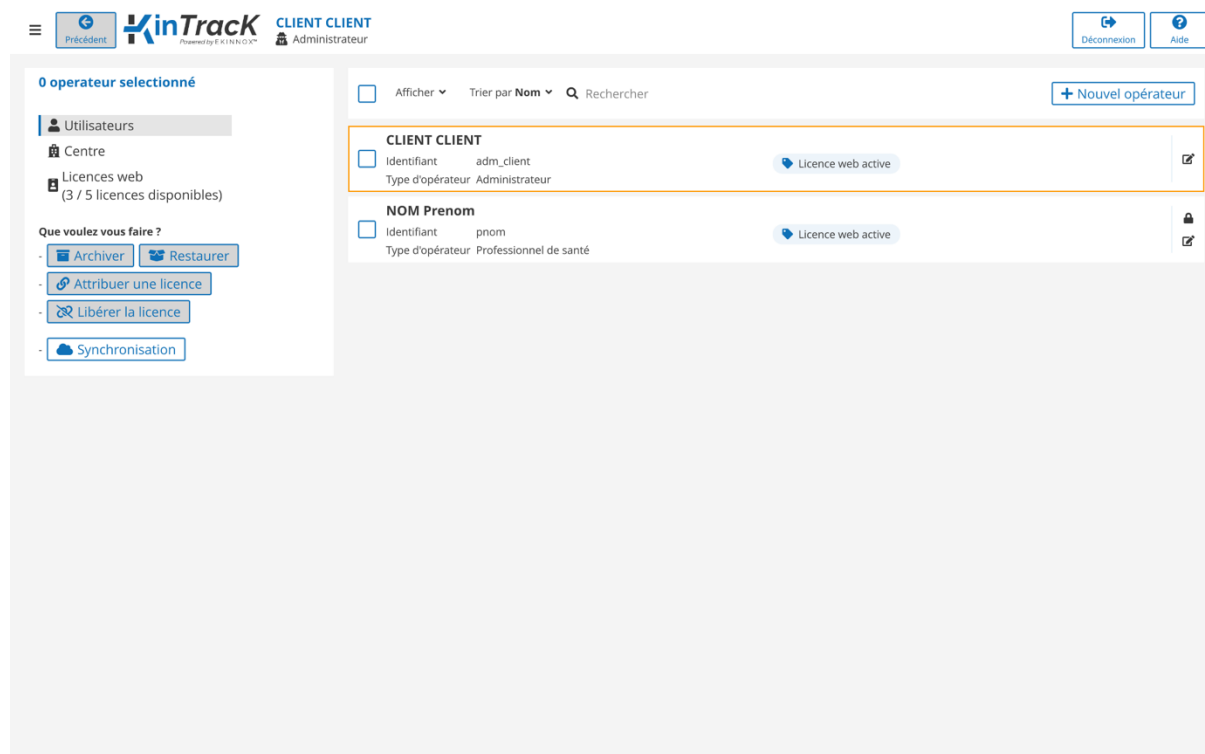 Précédent
KinTrack
Powered by EKINNOX™
CLIENT CLIENT
Administrateur
Déconnexion
Aide
0 operateur selectionné
Utilisateurs
Centre
Licences web
(3 / 5 licences disponibles)
Que voulez vous faire ?
- Archiver Restaurer
- Attribuer une licence
- Libérer la licence
- Synchronisation
Afficher Trier par Nom Rechercher
+ Nouvel opérateur
CLIENT CLIENT
Identifiant adm_client
Type d'opérateur Administrateur
Licence web active
NOM Prenom
Identifiant pnom
Type d'opérateur Professionnel de santé
Licence web active